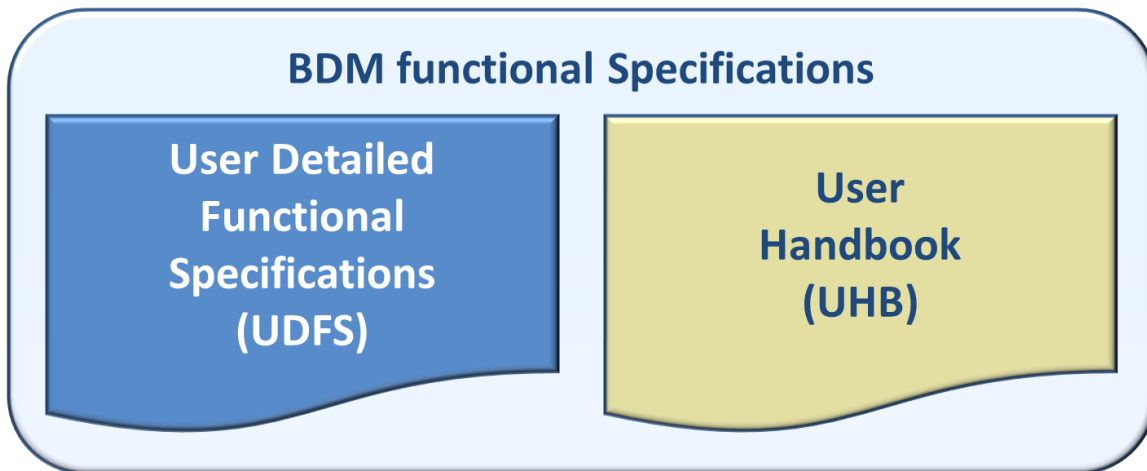 BDM functional Specifications
User Detailed
Functional
Specifications
(UDFS)
User
Handbook
(UHB)